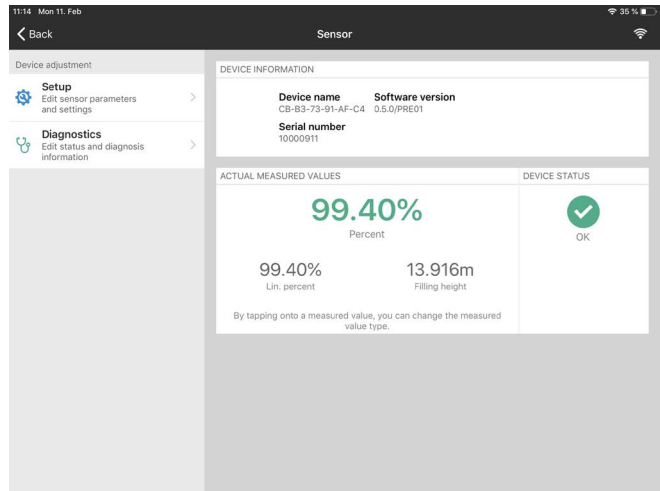 11:14 Mon 11. Feb
35 %
Back
Sensor
Device adjustment
Setup
Edit sensor parameters
and settings
Diagnostics
Edit status and diagnosis
information
DEVICE INFORMATION
Device name Software version
CB-B3-73-91-AF-C4 0.5.0/PRE01
Serial number
10000911
ACTUAL MEASURED VALUES
99.40%
Percent
99.40% 13.916m
Lin. percent Filling height
By tapping onto a measured value, you can change the measured
value type.
DEVICE STATUS
OK